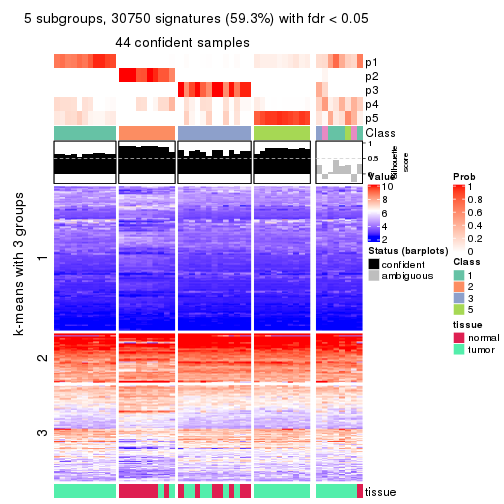 5 subgroups, 30750 signatures (59.3%) with fdr < 0.05
44 confident samples
p1
p2
p3
p4
p5
Class
1
0.5
0
Silhouette
score
k-means with 3 groups
1
2
3
tissue
Value
10
8
6
4
2
Status (barplots)
confident
ambiguous
Prob
1
0.8
0.6
0.4
0.2
0
Class
1
2
3
5
tissue
normal
tumor